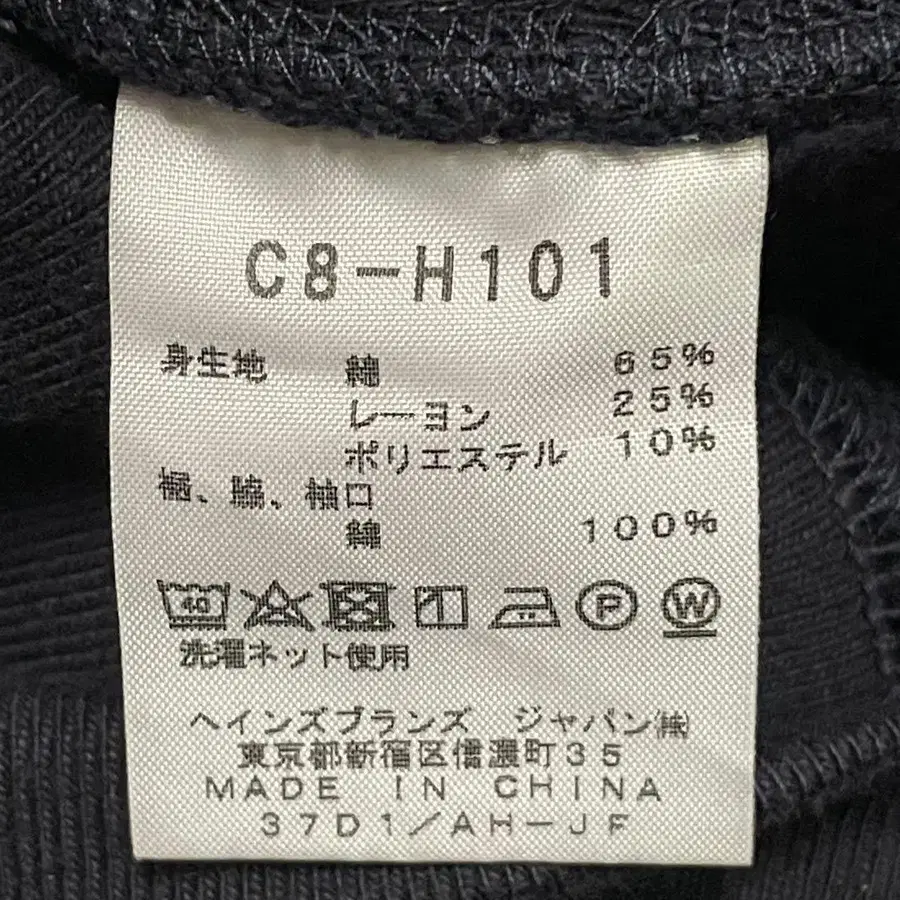 C8-H101
身生地 綿 65%
レーヨン 25%
ポリエステル 10%
裾、脇、袖口
綿 100%
40 P W
洗濯ネット使用
ヘインズブランズ ジャパン㈱
東京都新宿区信濃町35
MADE IN CHINA
37D1/AH-JF